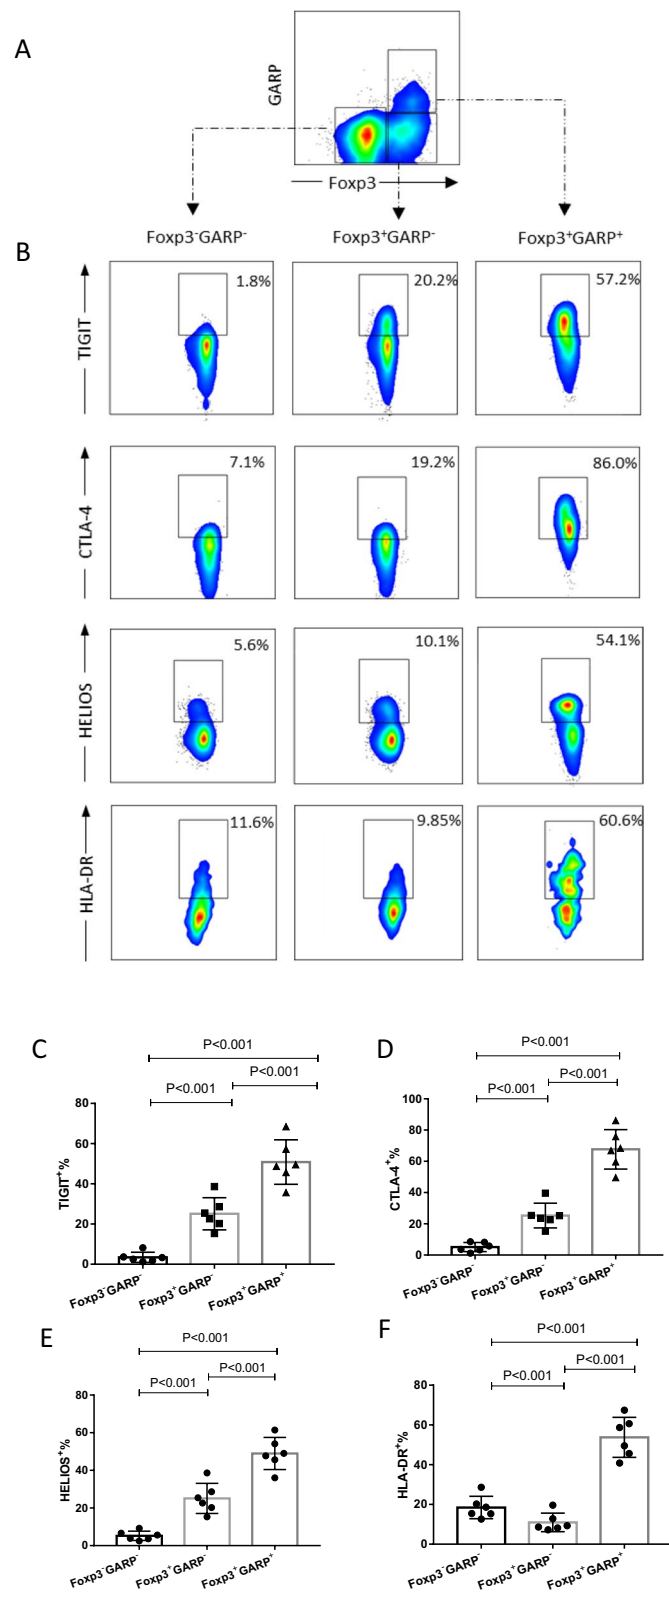 A
GARP
Foxp3
Foxp3⁻GARP⁻
Foxp3⁺GARP⁻
Foxp3⁺GARP⁺
B
TIGIT
1.8%
20.2%
57.2%
CTLA-4
7.1%
19.2%
86.0%
HELIOS
5.6%
10.1%
54.1%
HLA-DR
11.6%
9.85%
60.6%
C
P<0.001
P<0.001
P<0.001
TIGIT⁺%
80
60
40
20
0
Foxp3⁻GARP⁻
Foxp3⁺GARP⁻
Foxp3⁺GARP⁺
D
P<0.001
P<0.001
P<0.001
CTLA-4⁺%
100
80
60
40
20
0
Foxp3⁻GARP⁻
Foxp3⁺GARP⁻
Foxp3⁺GARP⁺
E
P<0.001
P<0.001
P<0.001
HELIOS⁺%
80
60
40
20
0
Foxp3⁻GARP⁻
Foxp3⁺GARP⁻
Foxp3⁺GARP⁺
F
P<0.001
P<0.001
P<0.001
HLA-DR⁺%
80
60
40
20
0
Foxp3⁻GARP⁻
Foxp3⁺GARP⁻
Foxp3⁺GARP⁺